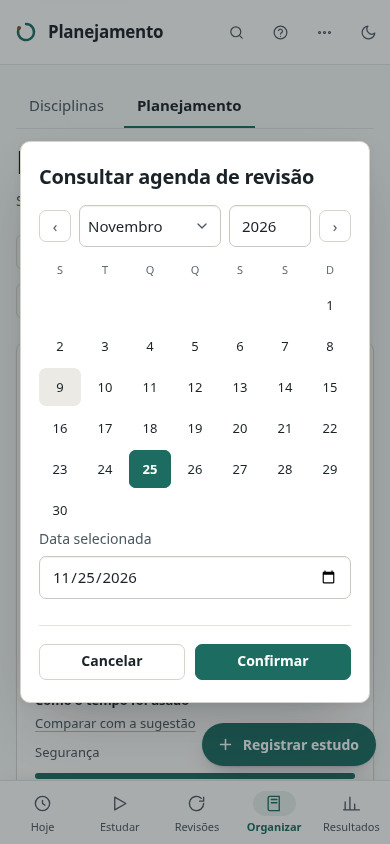 Planejamento
Disciplinas Planejamento
Consultar agenda de revisão
‹ Novembro 2026 ›
S T Q Q S S D
1
2 3 4 5 6 7 8
9 10 11 12 13 14 15
16 17 18 19 20 21 22
23 24 25 26 27 28 29
30
Data selecionada
11/25/2026
Cancelar Confirmar
Comparar com a sugestão
Registrar estudo
Segurança
Hoje Estudar Revisões Organizar Resultados